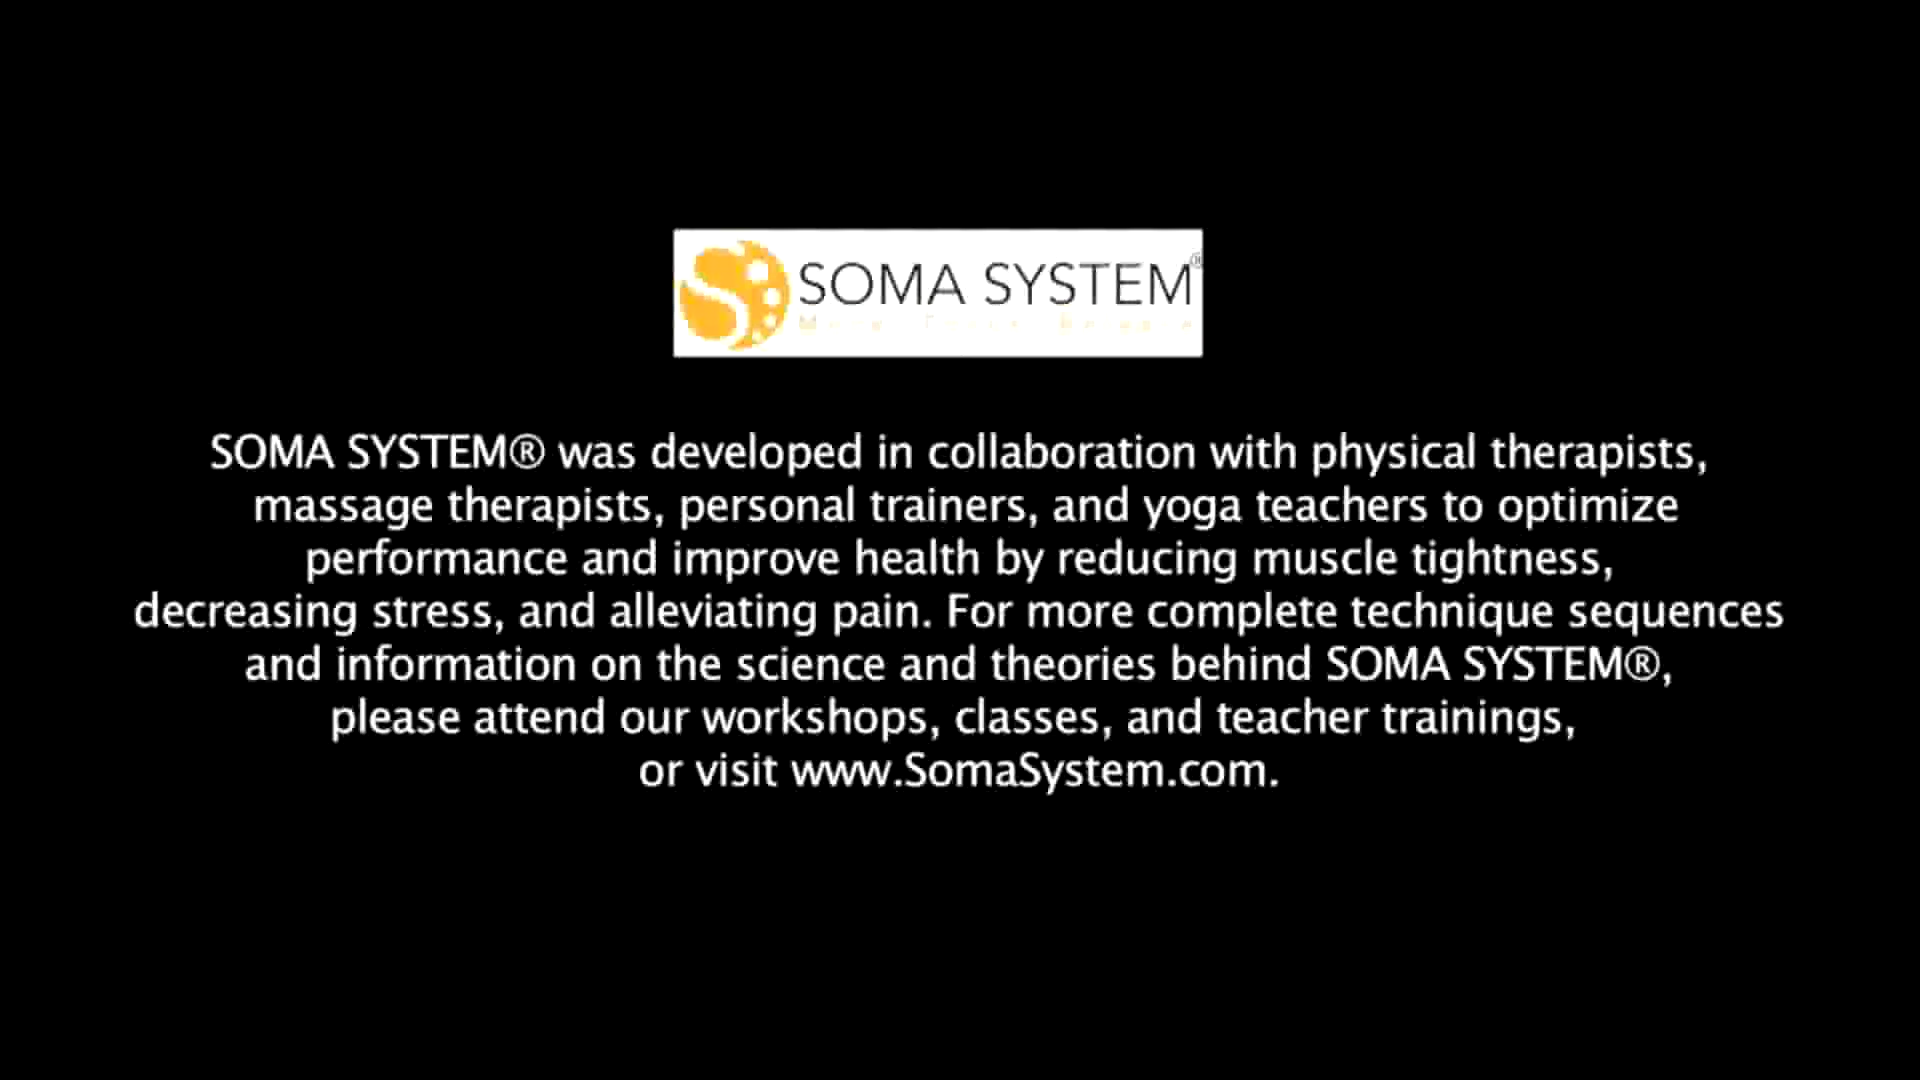 SOMA SYSTEM®
SOMA SYSTEM® was developed in collaboration with physical therapists,
massage therapists, personal trainers, and yoga teachers to optimize
performance and improve health by reducing muscle tightness,
decreasing stress, and alleviating pain. For more complete technique sequences
and information on the science and theories behind SOMA SYSTEM®,
please attend our workshops, classes, and teacher trainings,
or visit www.SomaSystem.com.